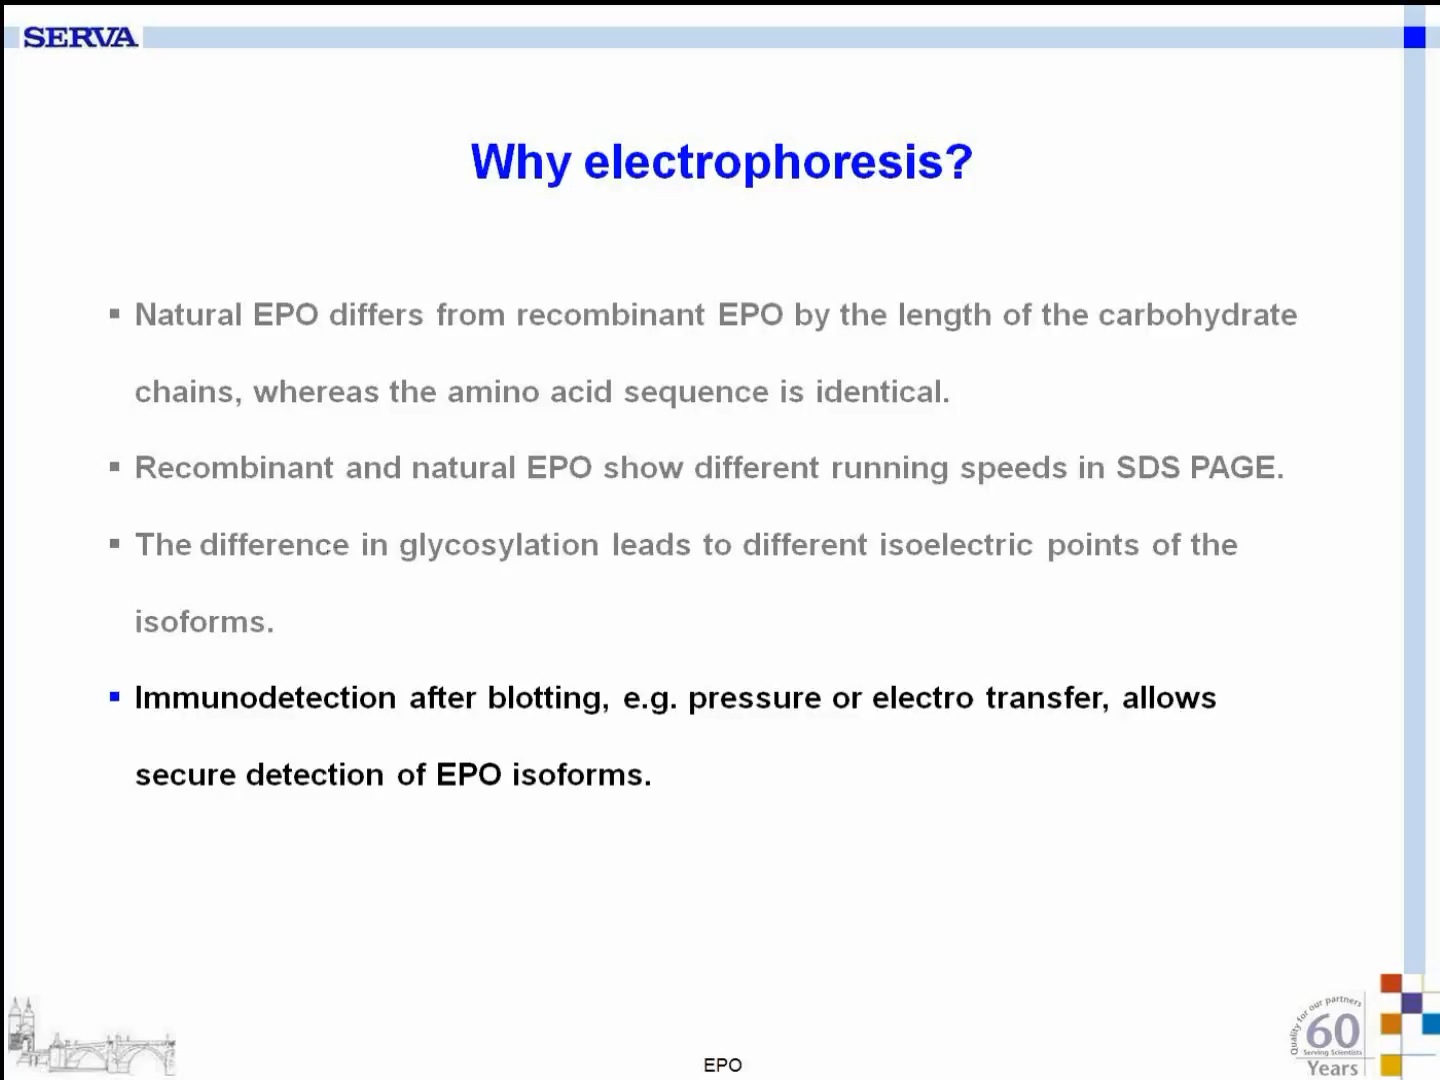 SERVA
Why electrophoresis?
▪ Natural EPO differs from recombinant EPO by the length of the carbohydrate
chains, whereas the amino acid sequence is identical.
▪ Recombinant and natural EPO show different running speeds in SDS PAGE.
▪ The difference in glycosylation leads to different isoelectric points of the
isoforms.
▪ Immunodetection after blotting, e.g. pressure or electro transfer, allows
secure detection of EPO isoforms.
Quality for our partners
60
Serving Scientists
Years
EPO